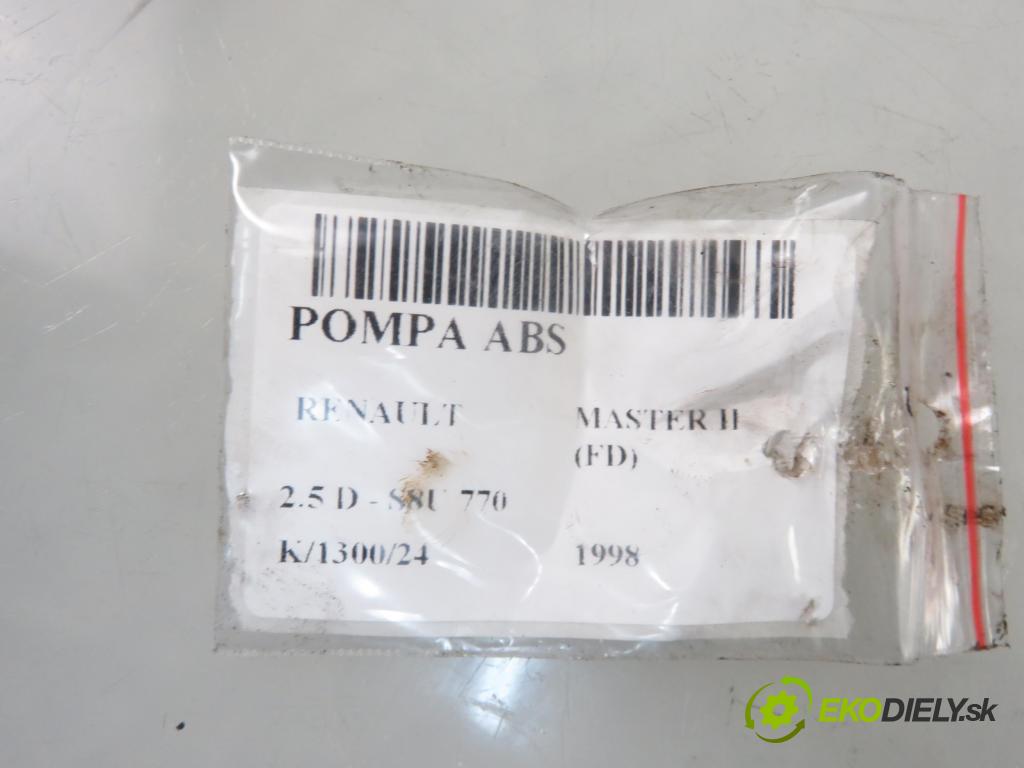 POMPA ABS
RENAULT MASTER II
(FD)
2.5 D - S8U 770
K/1300/24 1998
EKODIELY.sk